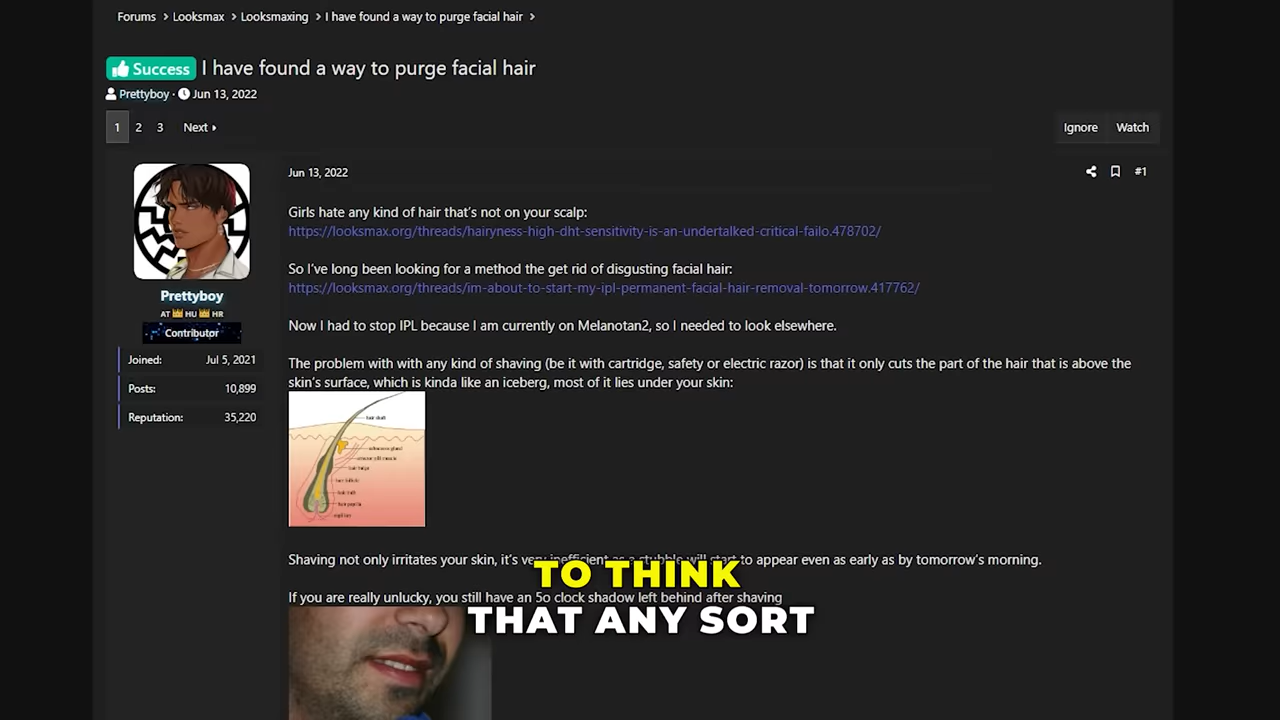 Forums > Looksmax > Looksmaxing > I have found a way to purge facial hair >
Success I have found a way to purge facial hair
Prettyboy · Jun 13, 2022
1 2 3 Next
Ignore Watch
Jun 13, 2022
#1
Girls hate any kind of hair that's not on your scalp:
https://looksmax.org/threads/hairyness-high-dht-sensitivity-is-an-undertalked-critical-failo.478702/
So I've long been looking for a method the get rid of disgusting facial hair:
https://looksmax.org/threads/im-about-to-start-my-ipl-permanent-facial-hair-removal-tomorrow.417762/
Prettyboy
AT HU HR
Contributor
Joined: Jul 5, 2021
Posts: 10,899
Reputation: 35,220
Now I had to stop IPL because I am currently on Melanotan2, so I needed to look elsewhere.
The problem with with any kind of shaving (be it with cartridge, safety or electric razor) is that it only cuts the part of the hair that is above the
skin's surface, which is kinda like an iceberg, most of it lies under your skin:
hair shaft
hair follicle
hair papilla
Shaving not only irritates your skin, it's very inefficient as a stubble will start to appear even as early as by tomorrow's morning.
If you are really unlucky, you still have an 5o clock shadow left behind after shaving
TO THINK
THAT ANY SORT